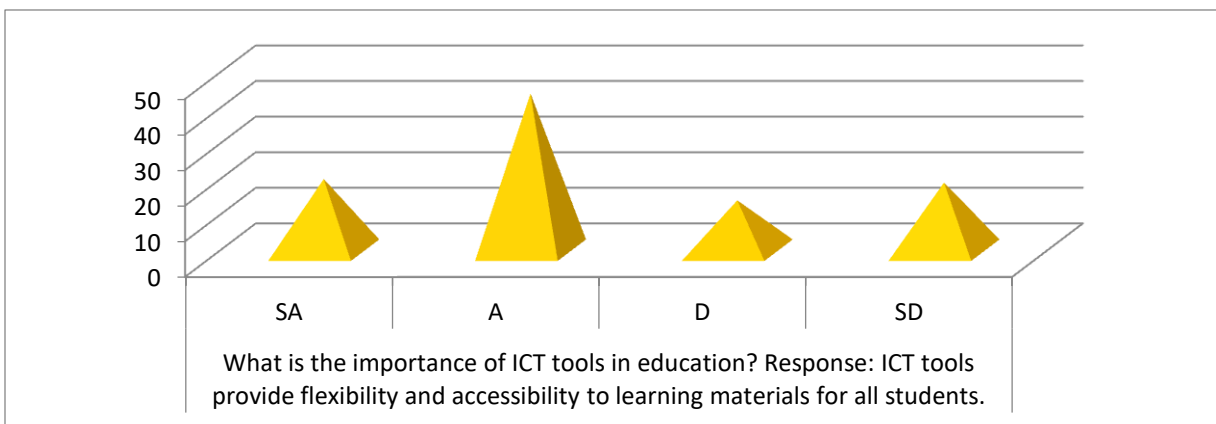 50
40
30
20
10
0
SA A D SD
What is the importance of ICT tools in education? Response: ICT tools
provide flexibility and accessibility to learning materials for all students.